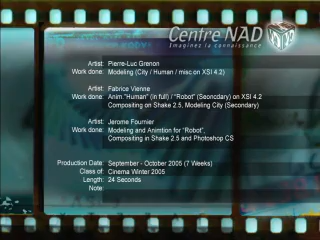 Centre NAD
Imaginez la connaissance
Artist: Pierre-Luc Grenon
Work done: Modeling (City / Human / misc on XSI 4.2)
Artist: Fabrice Vienne
Work done: Anim."Human" (in full) / "Robot" (Seoncdary) on XSI 4.2
Compositing on Shake 2.5, Modeling City (Secondary)
Artist: Jerome Fournier
Work done: Modeling and Animtion for "Robot",
Compositing in Shake 2.5 and Photoshop CS
Production Date: September - October 2005 (7 Weeks)
Class of: Cinema Winter 2005
Length: 24 Seconds
Note: